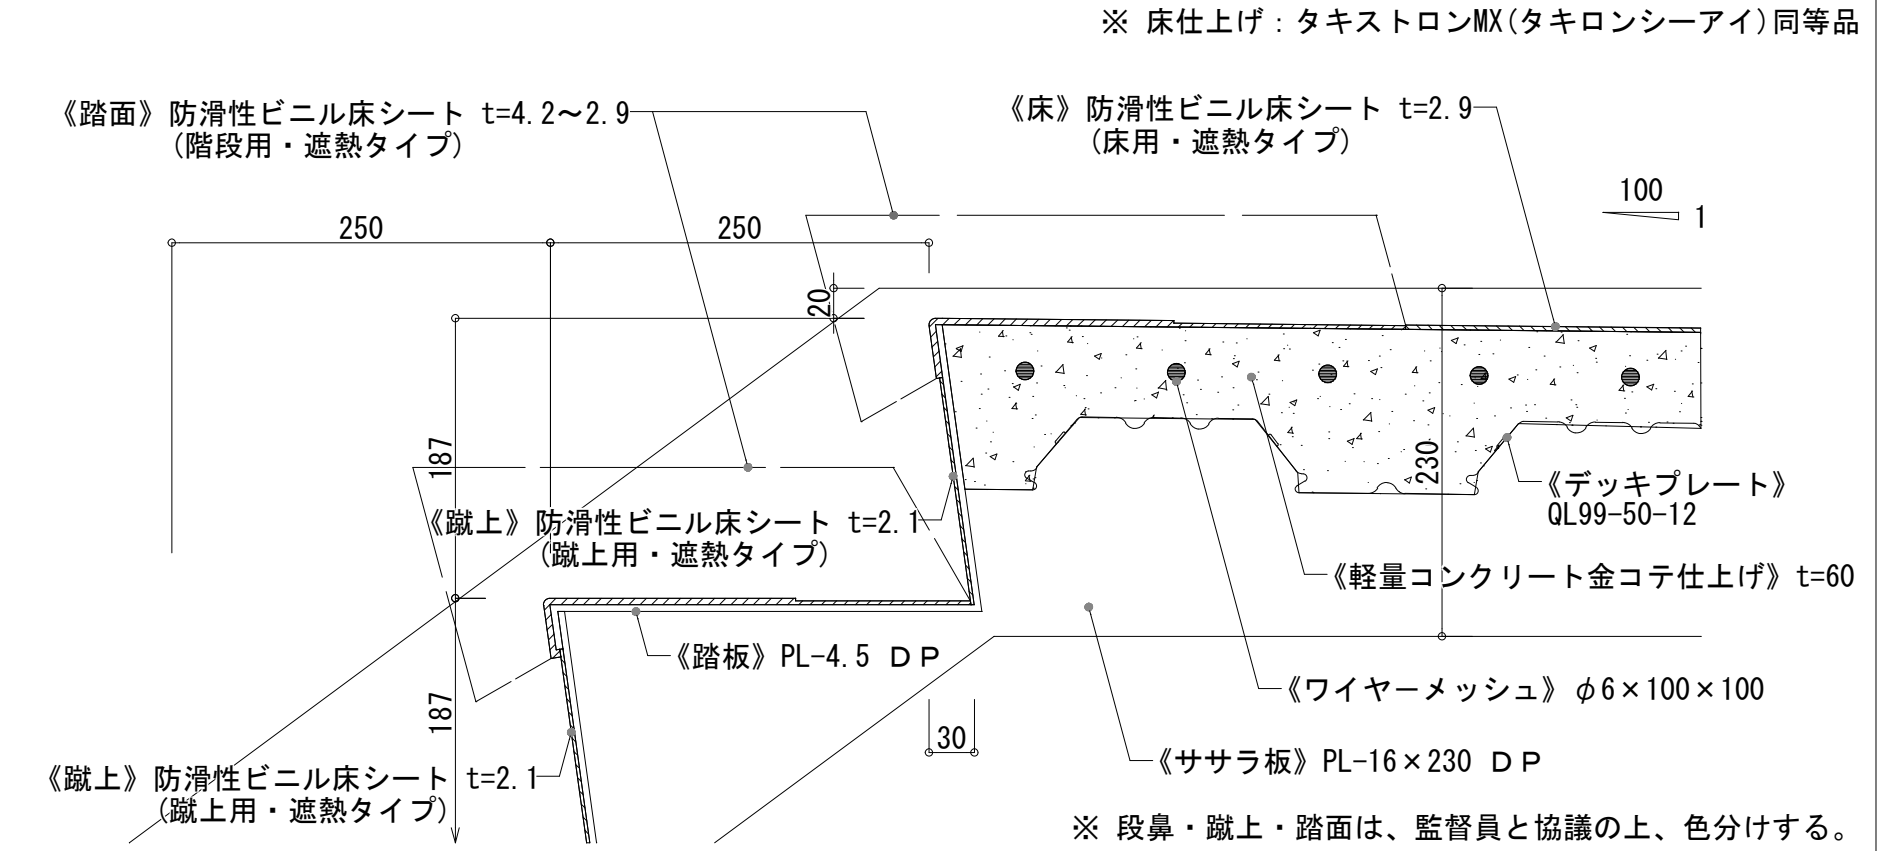 ※ 床仕上げ：タキストロンMX(タキロンシーアイ)同等品
《踏面》防滑性ビニル床シート t=4.2～2.9
(階段用・遮熱タイプ)
《床》防滑性ビニル床シート t=2.9
(床用・遮熱タイプ)
100
1
250
250
20
187
230
《デッキプレート》
QL99-50-12
《蹴上》防滑性ビニル床シート t=2.1
(蹴上用・遮熱タイプ)
《軽量コンクリート金コテ仕上げ》t=60
《踏板》PL-4.5 ＤＰ
《ワイヤーメッシュ》φ6×100×100
187
30
《ササラ板》PL-16×230 ＤＰ
《蹴上》防滑性ビニル床シート t=2.1
(蹴上用・遮熱タイプ)
※ 段鼻・蹴上・踏面は、監督員と協議の上、色分けする。